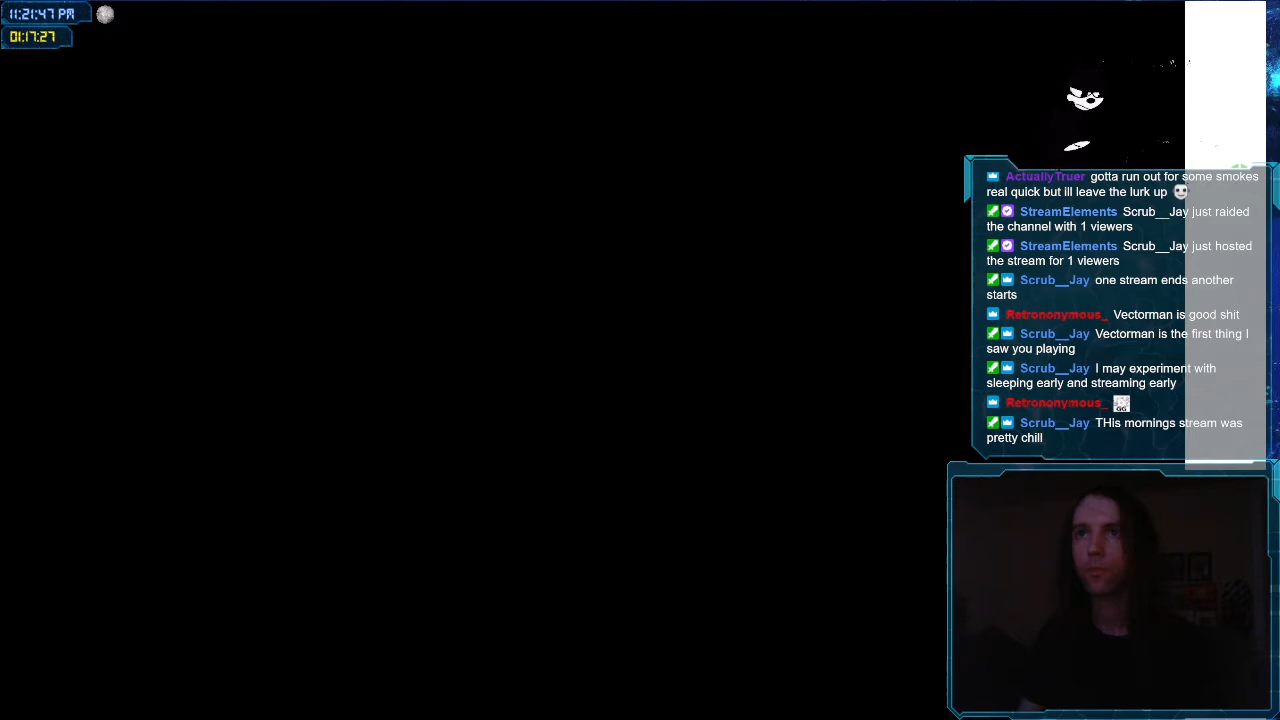 11:21:47 PM
01:17:27
ActuallyTruer gotta run out for some smokes
real quick but ill leave the lurk up
StreamElements Scrub__Jay just raided
the channel with 1 viewers
StreamElements Scrub__Jay just hosted
the stream for 1 viewers
Scrub__Jay one stream ends another
starts
Retrononymous_ Vectorman is good shit
Scrub__Jay Vectorman is the first thing I
saw you playing
Scrub__Jay I may experiment with
sleeping early and streaming early
Retrononymous_ GG
Scrub__Jay THis mornings stream was
pretty chill